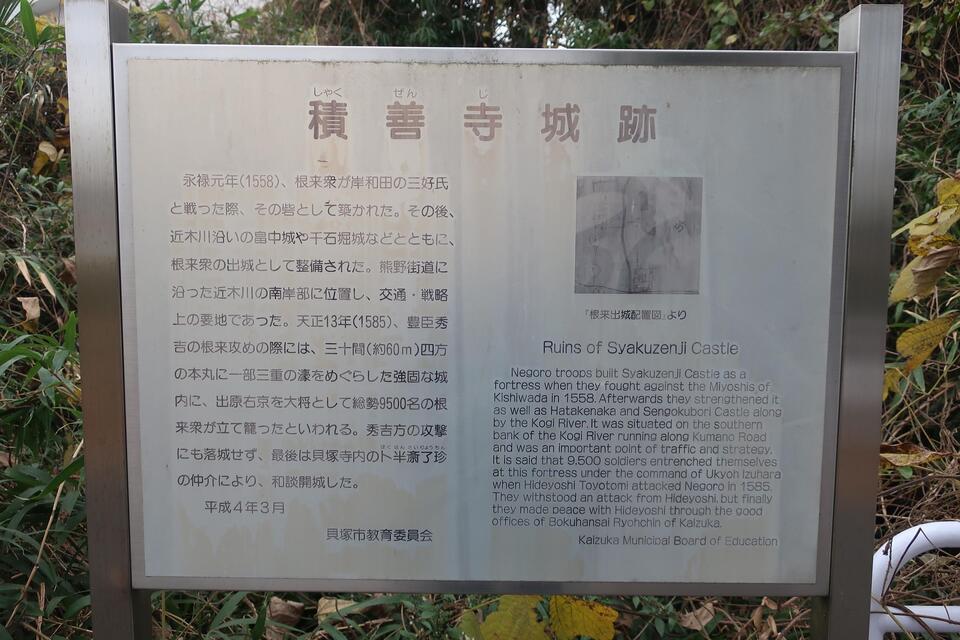 しゃく ぜん じ
積善寺城跡
永禄元年(1558)、根来衆が岸和田の三好氏
と戦った際、その砦として築かれた。その後、
近木川沿いの畠中城や千石堀城などとともに、
根来衆の出城として整備された。熊野街道に
沿った近木川の南岸部に位置し、交通・戦略
上の要地であった。天正13年(1585)、豊臣秀
吉の根来攻めの際には、三十間(約60m)四方
の本丸に一部三重の濠をめぐらした強固な城
内に、出原右京を大将として総勢9500名の根
来衆が立て籠ったといわれる。秀吉方の攻撃
ぼくはんさいりょうちん
にも落城せず、最後は貝塚寺内の卜半斎了珍
の仲介により、和談開城した。
平成4年3月
貝塚市教育委員会
「根来出城配置図」より
Ruins of Syakuzenji Castle
Negoro troops built Syakuzenji Castle as a
fortress when they fought against the Miyoshis of
Kishiwada in 1558. Afterwards they strengthened it
as well as Hatakenaka and Sengokubori Castle along
by the Kogi River. It was situated on the southern
bank of the Kogi River running along Kumano Road
and was an important point of traffic and strategy.
It is said that 9,500 soldiers entrenched themselves
at this fortress under the command of Ukyoh Izuhara
when Hideyoshi Toyotomi attacked Negoro in 1585.
They withstood an attack from Hideyoshi, but finally
they made peace with Hideyoshi through the good
offices of Bokuhansai Ryohchin of Kaizuka.
Kaizuka Municipal Board of Education